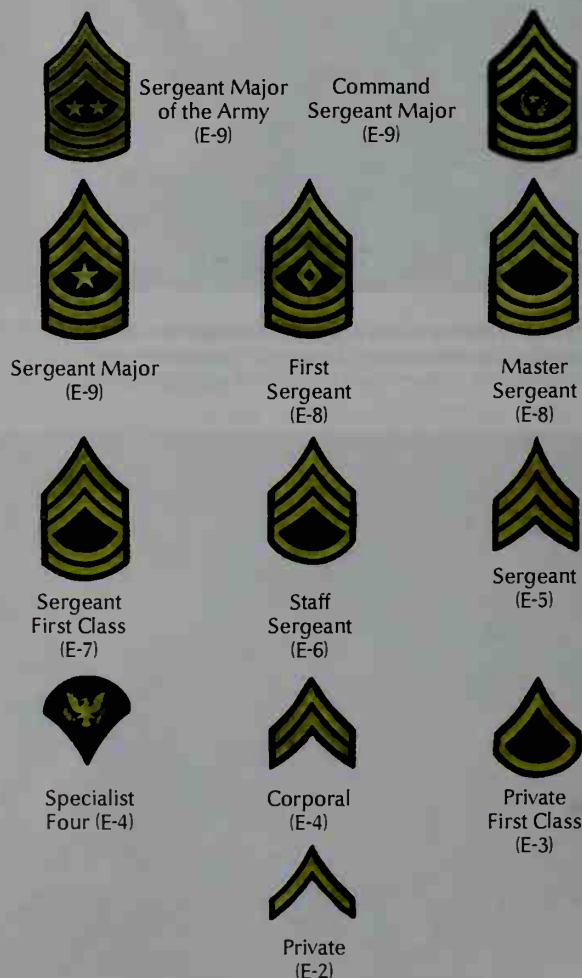 Sergeant Major
of the Army
(E-9)
Command
Sergeant Major
(E-9)
Sergeant Major
(E-9)
First
Sergeant
(E-8)
Master
Sergeant
(E-8)
Sergeant
First Class
(E-7)
Staff
Sergeant
(E-6)
Sergeant
(E-5)
Specialist
Four (E-4)
Corporal
(E-4)
Private
First Class
(E-3)
Private
(E-2)